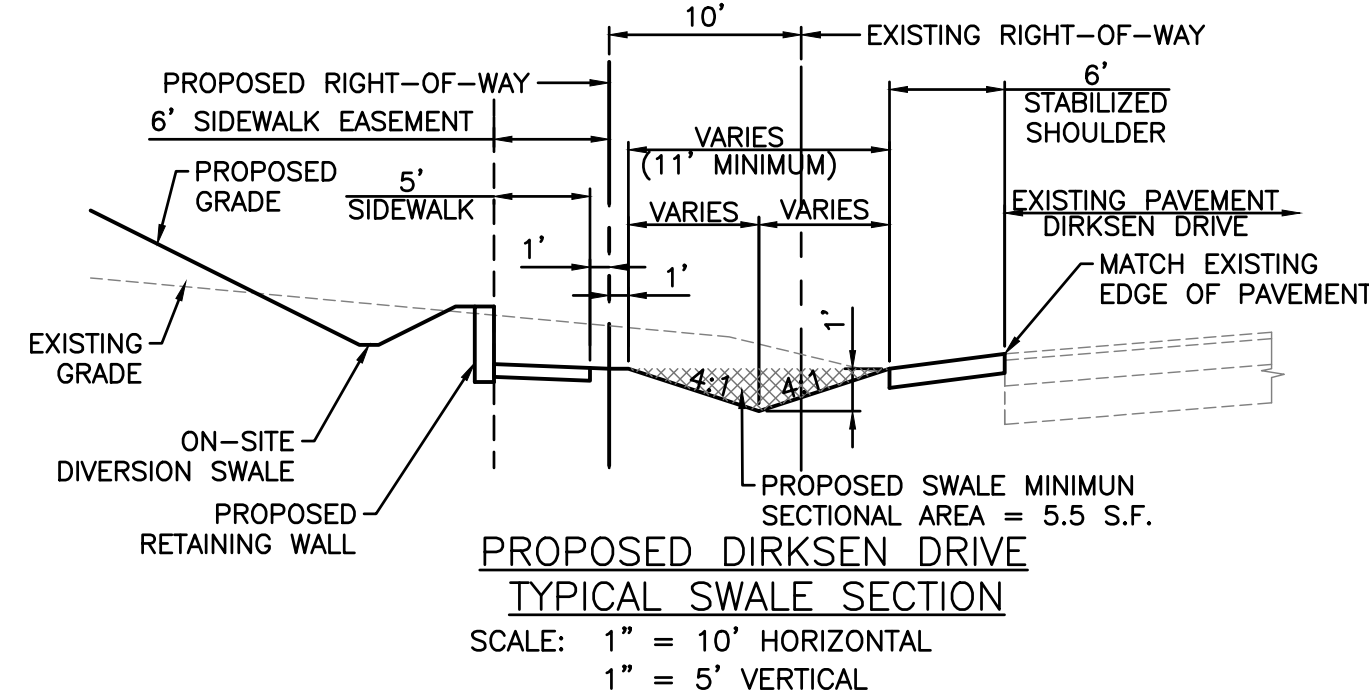 10'
EXISTING RIGHT-OF-WAY
PROPOSED RIGHT-OF-WAY
6'
STABILIZED
SHOULDER
6' SIDEWALK EASEMENT
VARIES
(11' MINIMUM)
PROPOSED
GRADE
5'
SIDEWALK
VARIES
VARIES
EXISTING PAVEMENT
DIRKSEN DRIVE
1'
1'
MATCH EXISTING
EDGE OF PAVEMENT
1'
EXISTING
GRADE
4:1
4:1
ON-SITE
DIVERSION SWALE
PROPOSED
RETAINING WALL
PROPOSED SWALE MINIMUN
SECTIONAL AREA = 5.5 S.F.
PROPOSED DIRKSEN DRIVE
TYPICAL SWALE SECTION
SCALE: 1" = 10' HORIZONTAL
1" = 5' VERTICAL